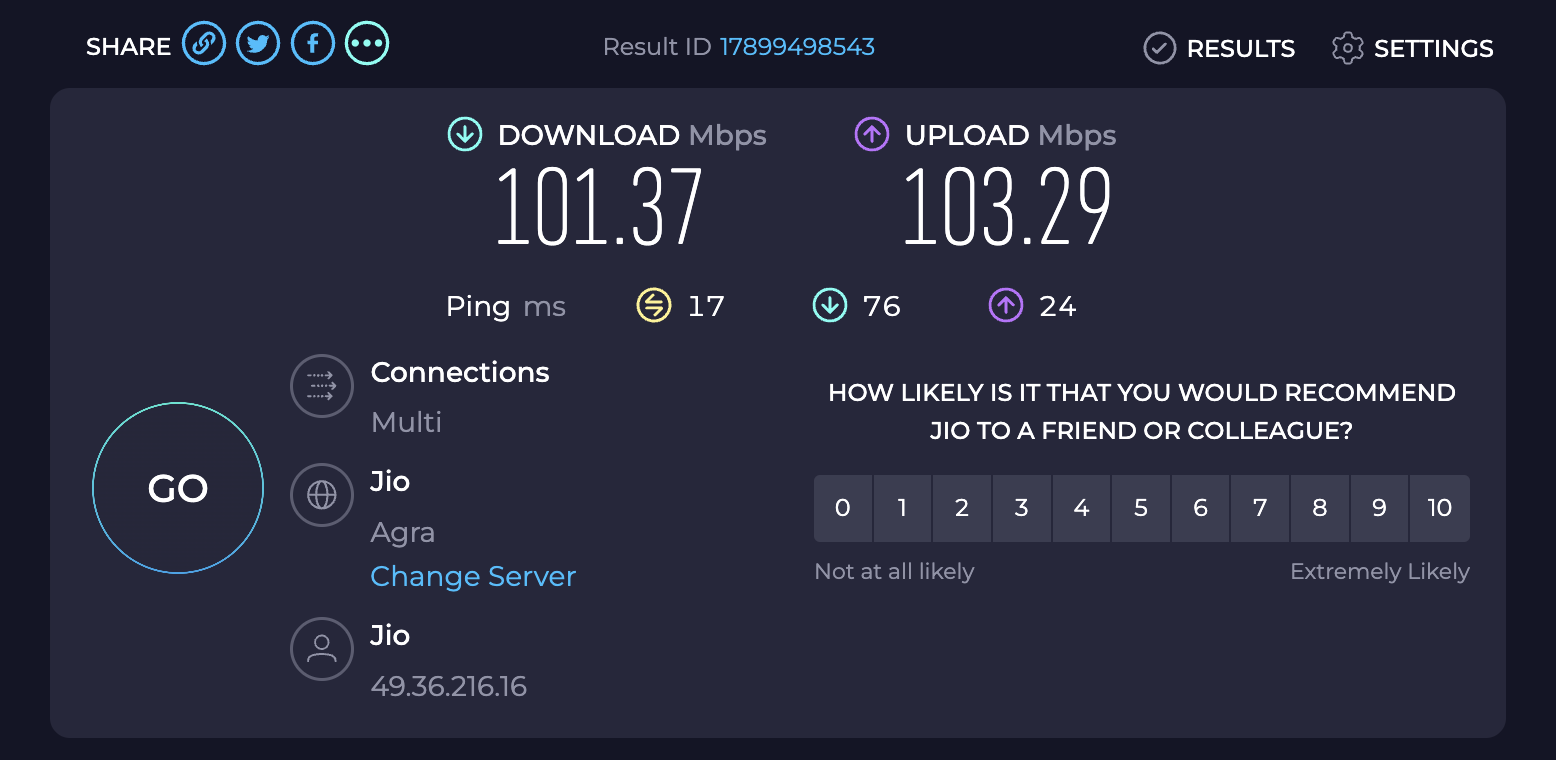 SHARE
Result ID 17899498543
RESULTS
SETTINGS
DOWNLOAD Mbps
101.37
UPLOAD Mbps
103.29
Ping ms 17 76 24
Connections
Multi
GO
Jio
Agra
Change Server
Jio
49.36.216.16
HOW LIKELY IS IT THAT YOU WOULD RECOMMEND
JIO TO A FRIEND OR COLLEAGUE?
0 1 2 3 4 5 6 7 8 9 10
Not at all likely
Extremely Likely